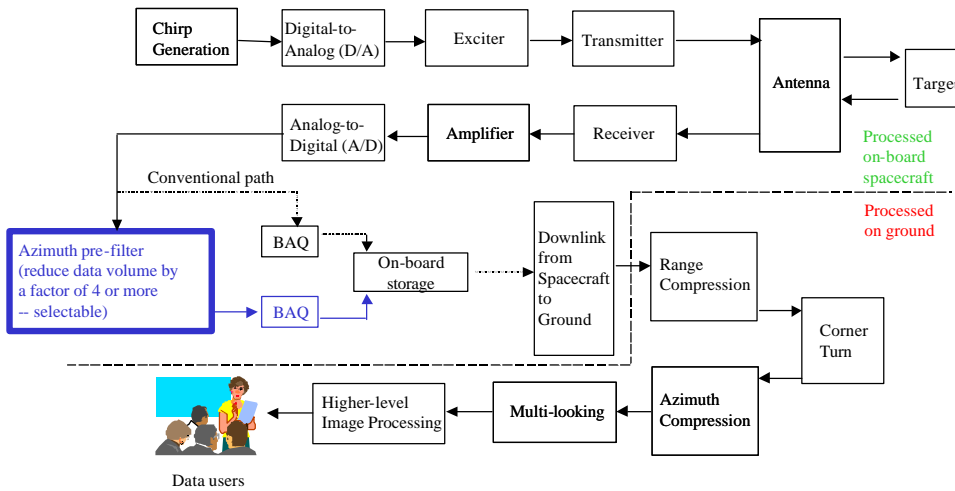 Chirp
Generation
Digital-to-
Analog (D/A)
Exciter
Transmitter
Antenna
Target
Analog-to-
Digital (A/D)
Amplifier
Receiver
Processed
on-board
spacecraft
Conventional path
Processed
on ground
Azimuth pre-filter
(reduce data volume by
a factor of 4 or more
-- selectable)
BAQ
BAQ
On-board
storage
Downlink
from
Spacecraft
to
Ground
Range
Compression
Corner
Turn
Azimuth
Compression
Multi-looking
Higher-level
Image Processing
Data users